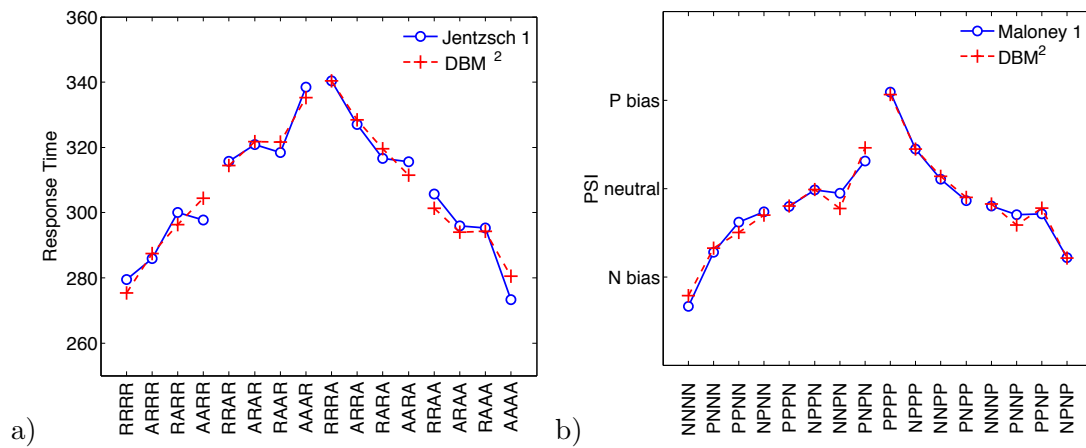 360
340
320
300
280
260
Response Time
Jentzsch 1
DBM 2
RRRR ARRR RARR AARR RRAR ARAR RAAR AAAR RRRA ARRA RARA AARA RRAA ARAA RAAA AAAA
a)
P bias
neutral
N bias
PSI
Maloney 1
DBM2
NNNN PNNN PPNN NPNN PPPN NPPN NNPN PNPN PPPP NPPP NNPP PNPP NNNP PNNP PPNP NPNP
b)